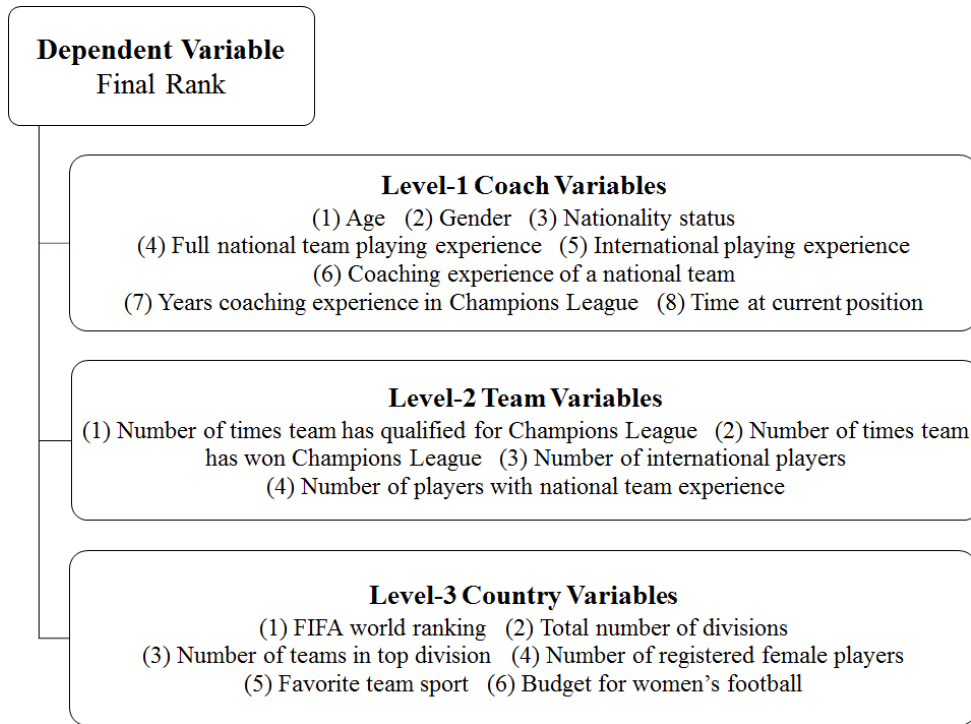 Dependent Variable
Final Rank
Level-1 Coach Variables
(1) Age (2) Gender (3) Nationality status
(4) Full national team playing experience (5) International playing experience
(6) Coaching experience of a national team
(7) Years coaching experience in Champions League (8) Time at current position
Level-2 Team Variables
(1) Number of times team has qualified for Champions League (2) Number of times team
has won Champions League (3) Number of international players
(4) Number of players with national team experience
Level-3 Country Variables
(1) FIFA world ranking (2) Total number of divisions
(3) Number of teams in top division (4) Number of registered female players
(5) Favorite team sport (6) Budget for women’s football